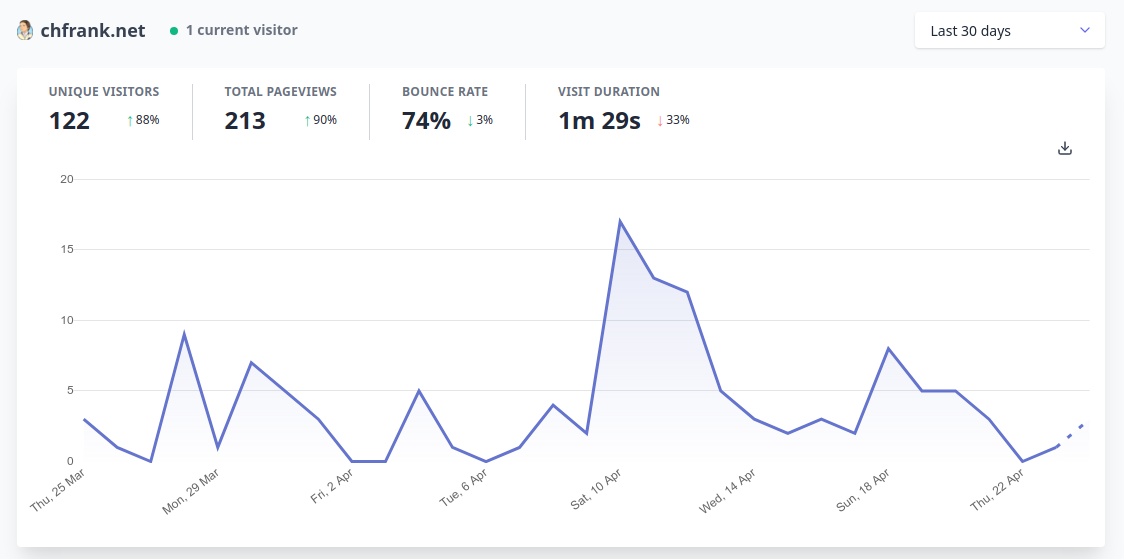 chfrank.net
1 current visitor
Last 30 days
UNIQUE VISITORS
122 ↑88%
TOTAL PAGEVIEWS
213 ↑90%
BOUNCE RATE
74% ↓3%
VISIT DURATION
1m 29s ↓33%
20
15
10
5
0
Thu, 25 Mar
Mon, 29 Mar
Fri, 2 Apr
Tue, 6 Apr
Sat, 10 Apr
Wed, 14 Apr
Sun, 18 Apr
Thu, 22 Apr